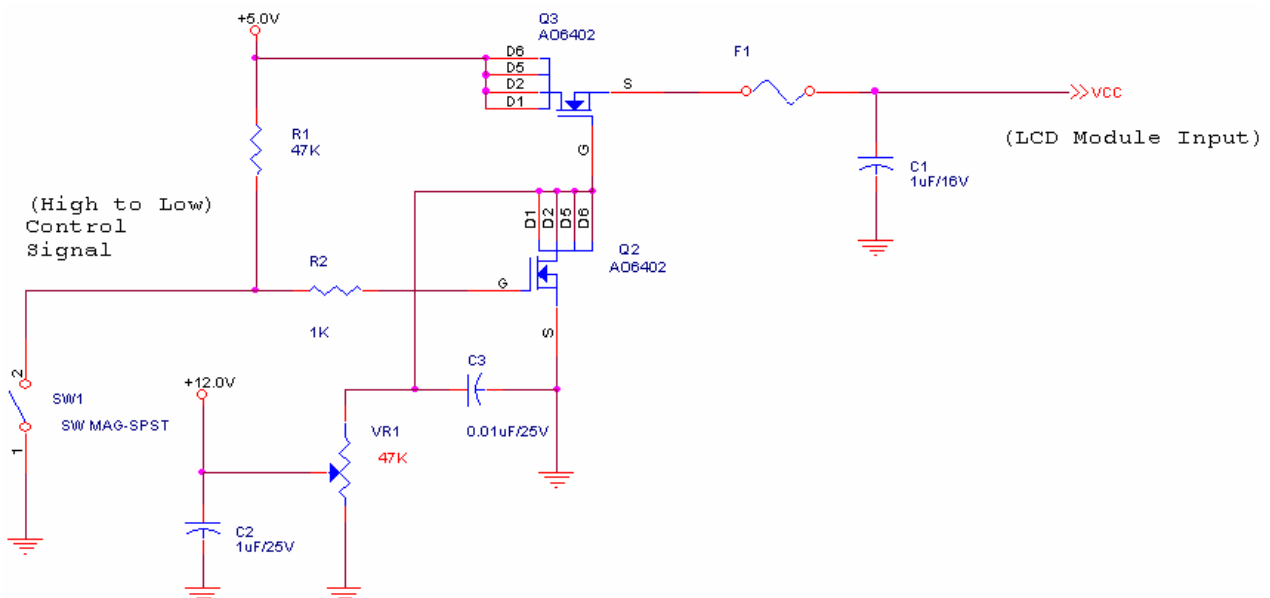 +5.0V
Q3
AO6402
D6
D5
D2
D1
S
G
F1
VCC
(LCD Module Input)
R1
47K
C1
1uF/16V
(High to Low)
Control
Signal
D1
D2
D5
D6
Q2
AO6402
R2
1K
G
S
+12.0V
C3
0.01uF/25V
2
SW1
SW MAG-SPST
1
VR1
47K
C2
1uF/25V